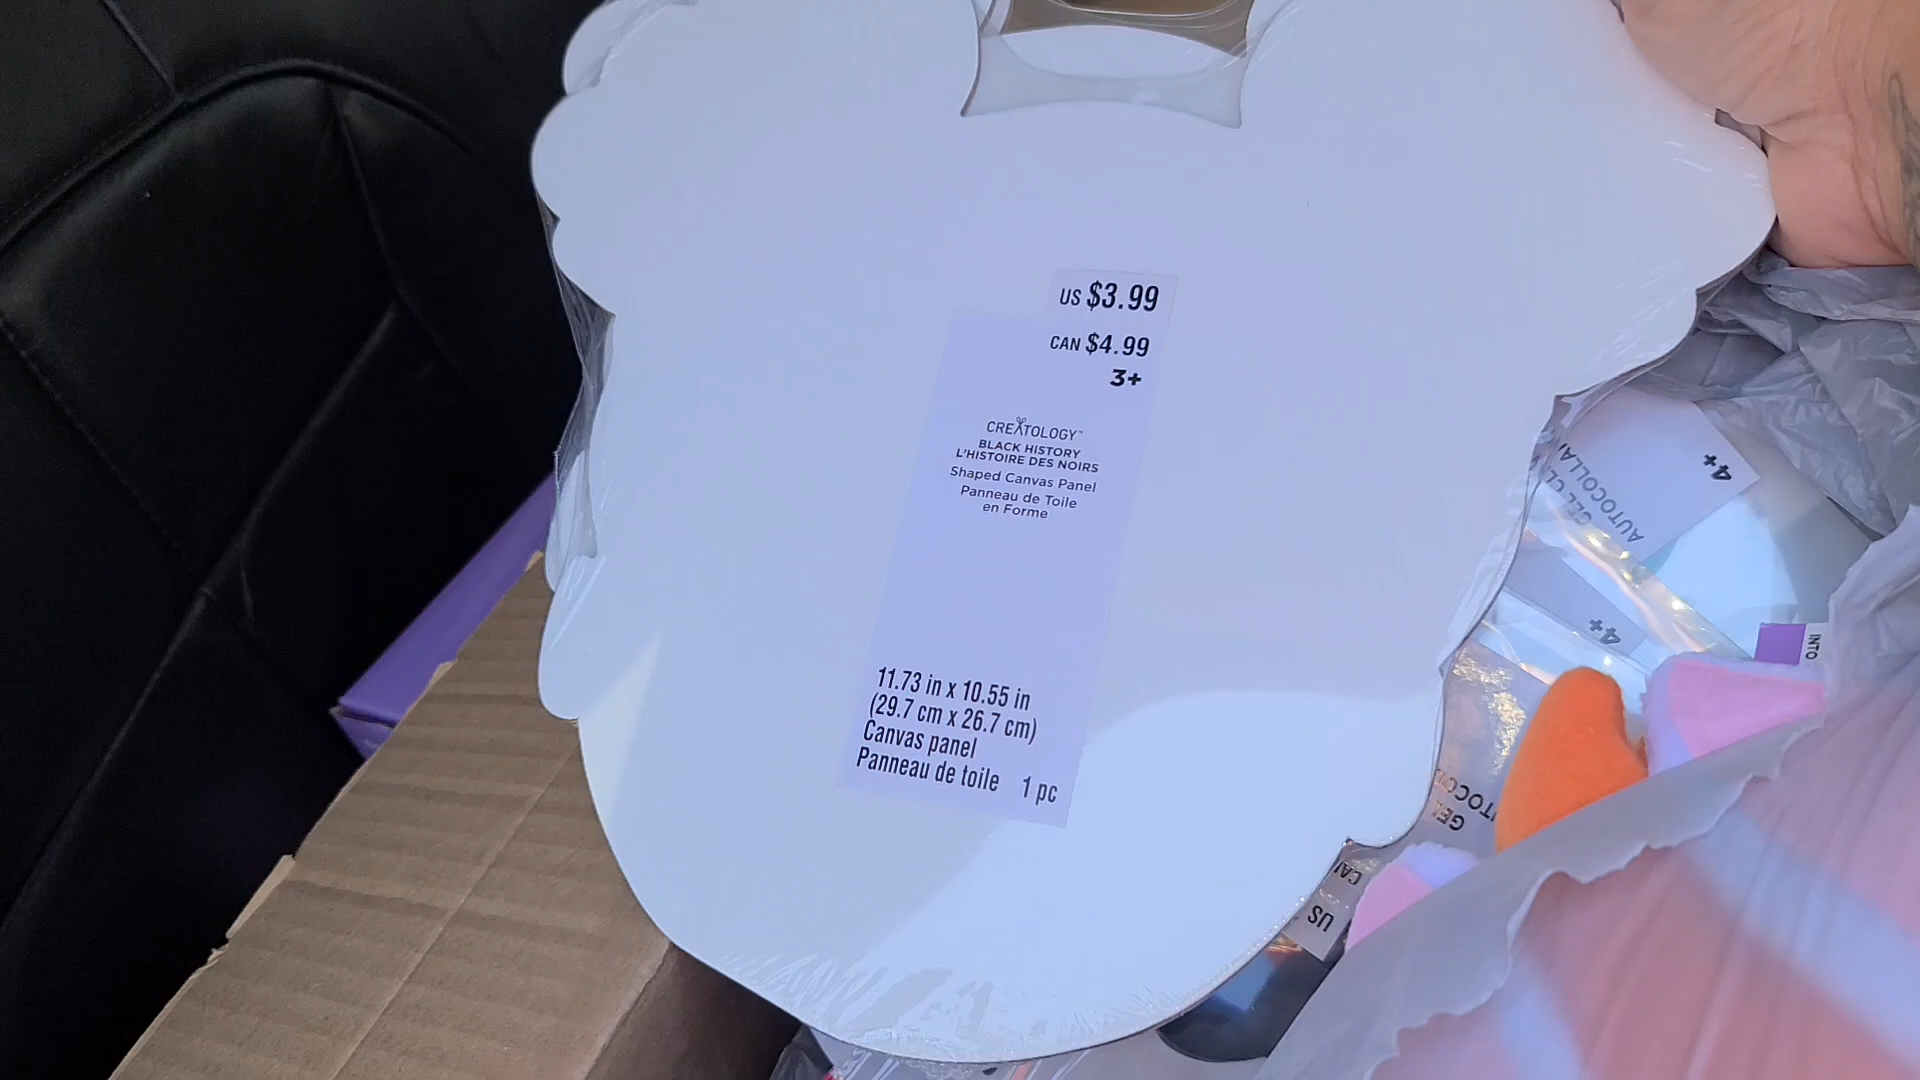 US $3.99
CAN $4.99
3+
CREATOLOGY™
BLACK HISTORY
L'HISTOIRE DES NOIRS
Shaped Canvas Panel
Panneau de Toile
en Forme
11.73 in x 10.55 in
(29.7 cm x 26.7 cm)
Canvas panel
Panneau de toile 1 pc
4+
4+
INTO
GEL
US